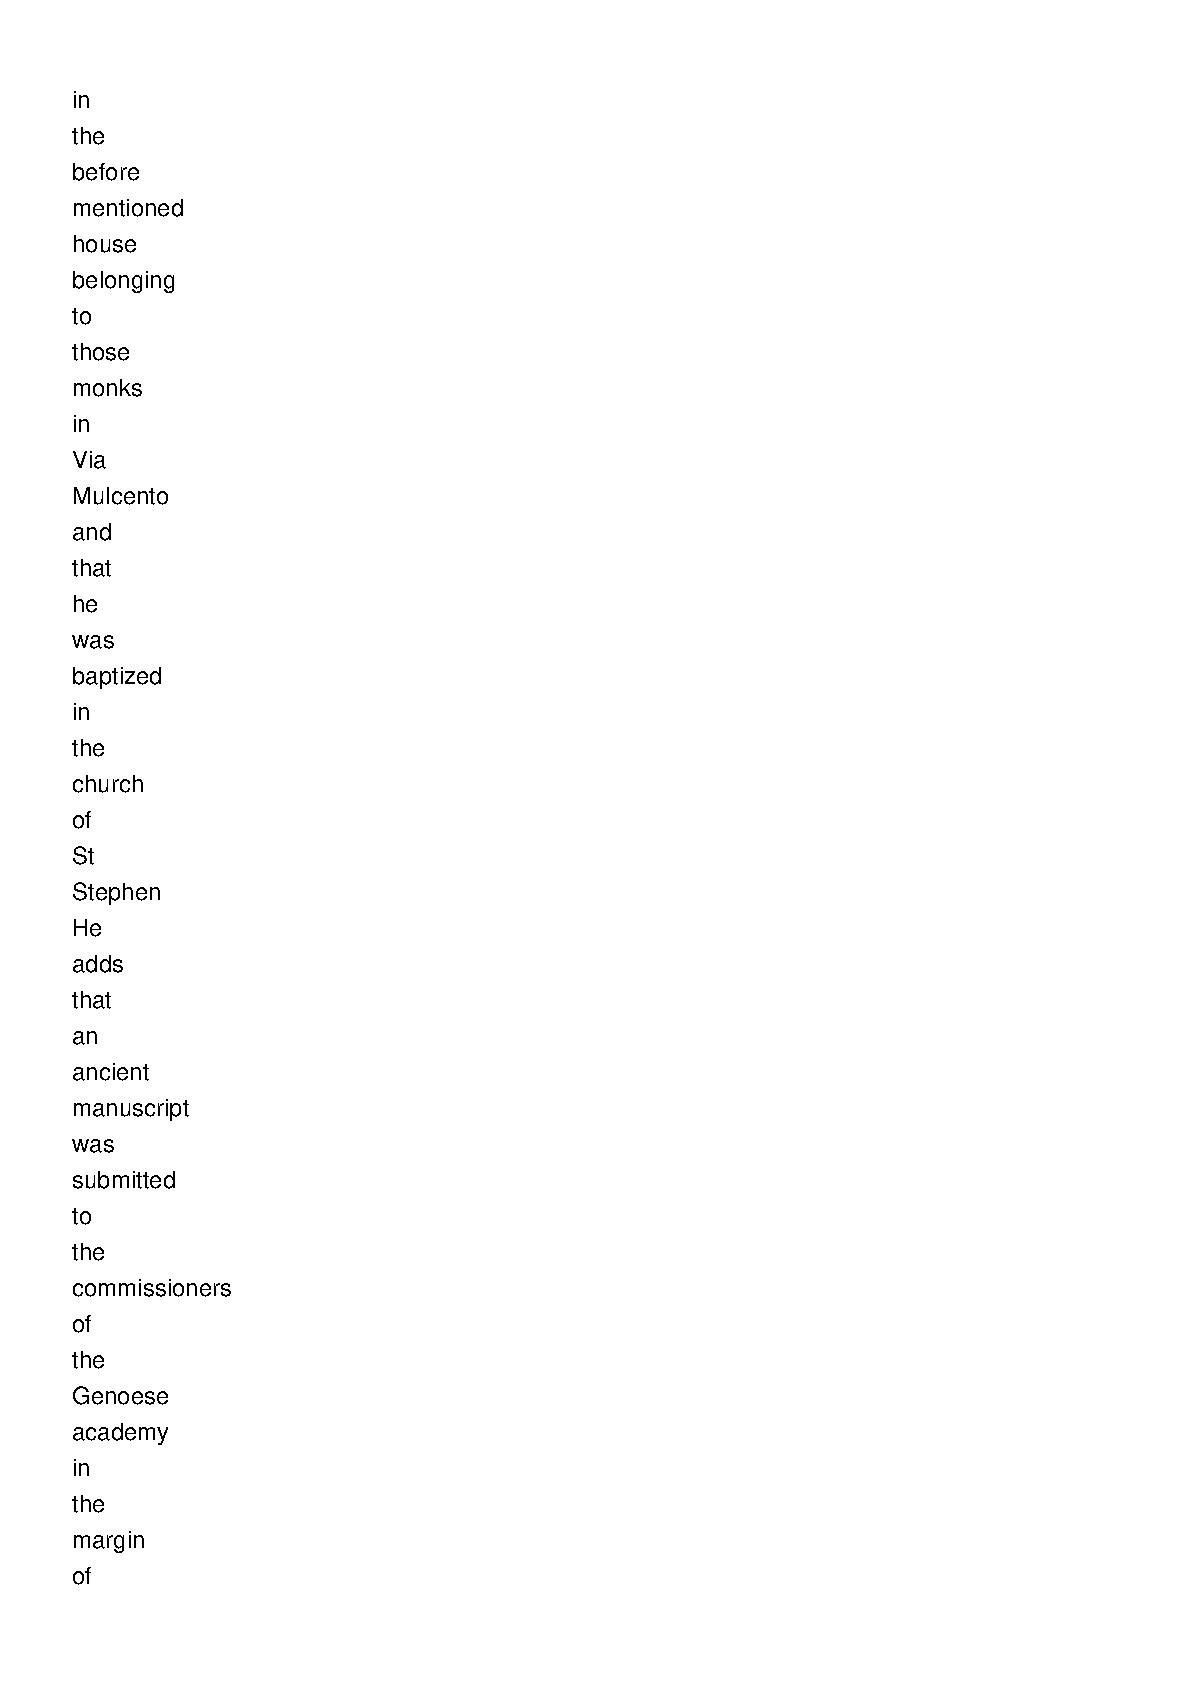 in
the
before
mentioned
house
belonging
to
those
monks
in
Via
Mulcento
and
that
he
was
baptized
in
the
church
of
St
Stephen
He
adds
that
an
ancient
manuscript
was
submitted
to
the
commissioners
of
the
Genoese
academy
in
the
margin
of